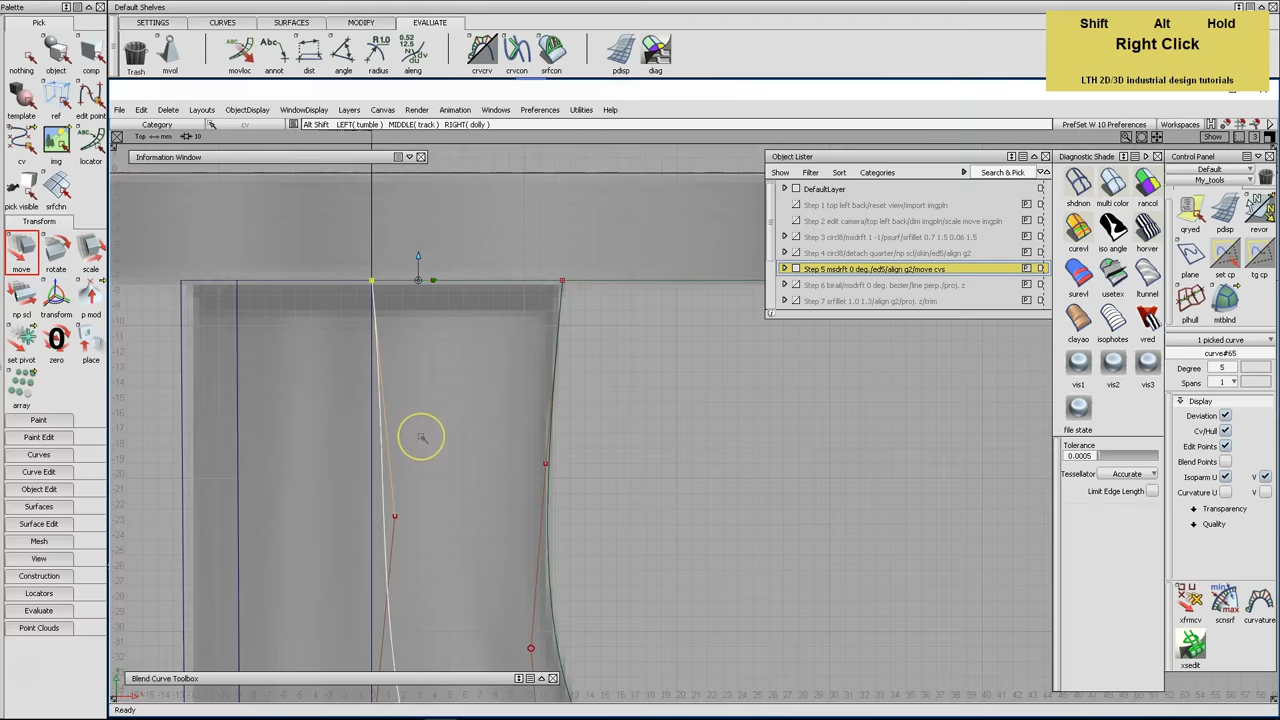 Palette
Default Shelves
Pick
SETTINGS CURVES SURFACES MODIFY EVALUATE
Shift Alt Hold
Right Click
LTH 2D/3D industrial design tutorials
nothing object comp
Trash mvol movloc annot dist angle radius aleng crvcrv crvcon srfcon pdisp diag
template ref edit point
File Edit Delete Layouts ObjectDisplay WindowDisplay Layers Canvas Render Tesselation Animation Windows Preferences Utilities Help
Category cv Alt Shift LEFT( tumble ) MIDDLE( track ) RIGHT( dolly ) PrefSet W 10 Preferences Workspaces
Top mm 10 Show 3
cv img locator
Information Window
Object Lister Diagnostic Shade Control Panel
Show Filter Sort Categories Search & Pick
Default
My_tools
pick visible srfchn
DefaultLayer
Step 1 top left back/reset view/import imgpln
Step 2 edit camera/top left back/dim imgpln/scale move imgpln
Step 3 circl8/msdrft 1 -1/psurf/srfillet 0.7 1.5 0.06 1.5
Step 4 circl8/detach quarter/np scl/skin/ed5/align g2
Step 5 msdrft 0 deg./ed5/align g2/move cvs
Step 6 birail/msdrft 0 deg. bezier/line perp./proj. z
Step 7 srfillet 1.0 1.3/align g2/proj. z/trim
shdnon multi color rancol qryed pdisp revor
Transform
move rotate scale
curevl iso angle horver plane set cp
np scl p mod
surevl usetex ltunnel plhull mtblnd
set pivot zero place
clayao isophotes vred
1 picked curve
curve#65
Degree 5
Spans 1
array
vis1 vis2 vis3
Display
Deviation
Cv/Hull
Edit Points
Blend Points
Isoparm U V
Curvature U V
Transparency
Quality
file state
Tolerance
0.0005
Tessellator Accurate
Limit Edge Length
Paint
Paint Edit
Curves
Curve Edit
Object Edit
Surfaces
Surface Edit
Mesh
View
Construction
Locators
Evaluate
Point Clouds
xfrmcv scnsrf curvature
xsedit
Blend Curve Toolbox
Ready